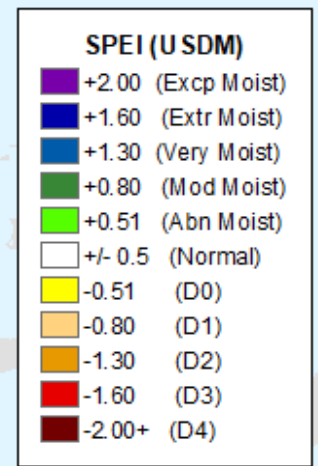 SPEI (USDM)
+2.00 (Excp Moist)
+1.60 (Extr Moist)
+1.30 (Very Moist)
+0.80 (Mod Moist)
+0.51 (Abn Moist)
+/- 0.5 (Normal)
-0.51 (D0)
-0.80 (D1)
-1.30 (D2)
-1.60 (D3)
-2.00+ (D4)